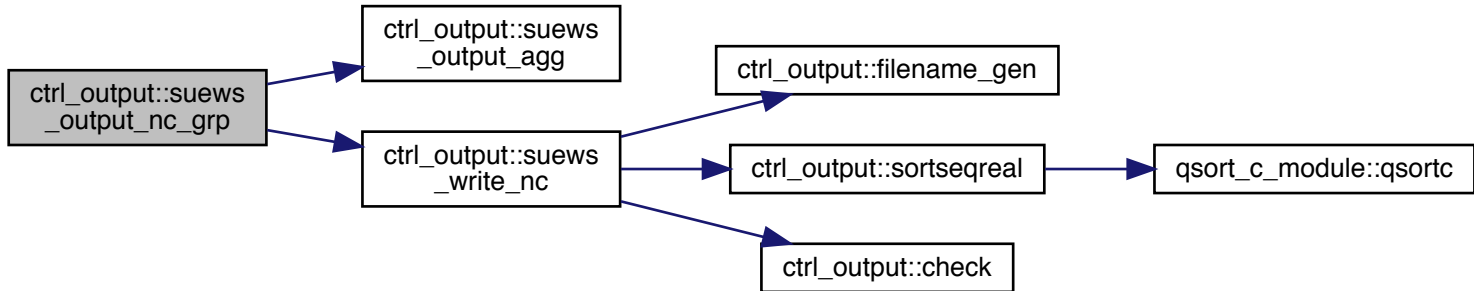 ctrl_output::suews
_output_nc_grp
ctrl_output::suews
_output_agg
ctrl_output::suews
_write_nc
ctrl_output::filename_gen
ctrl_output::sortseqreal
qsort_c_module::qsortc
ctrl_output::check